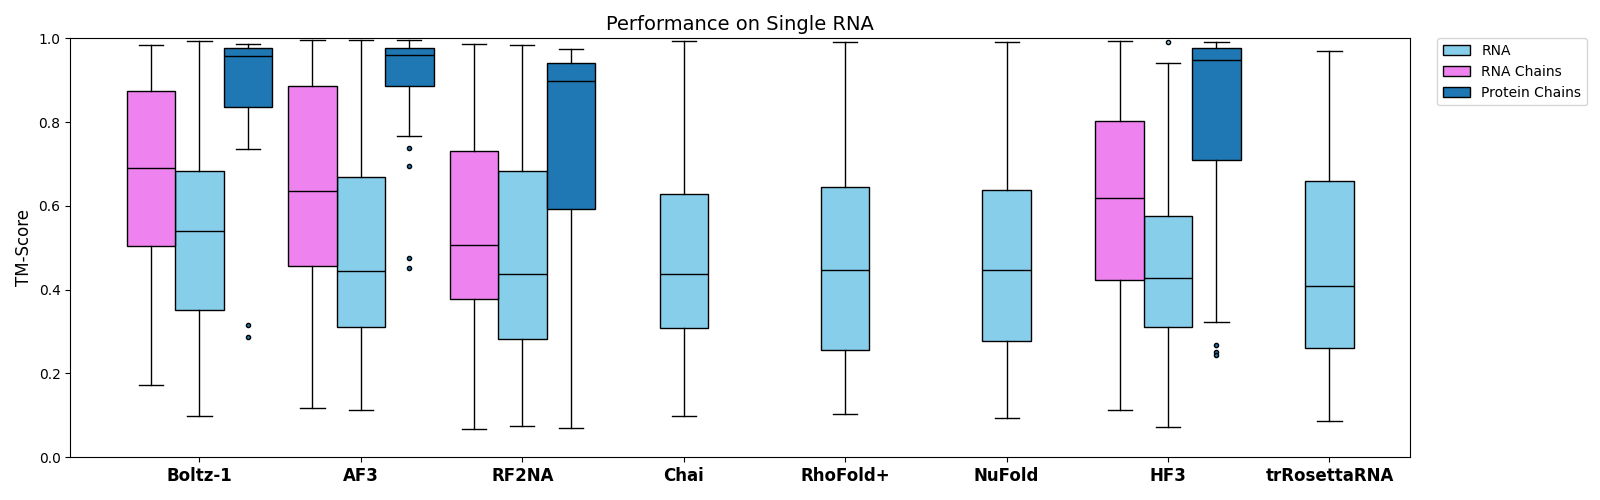 Performance on Single RNA
TM-Score
1.0
0.8
0.6
0.4
0.2
0.0
Boltz-1 AF3 RF2NA Chai RhoFold+ NuFold HF3 trRosettaRNA
RNA
RNA Chains
Protein Chains